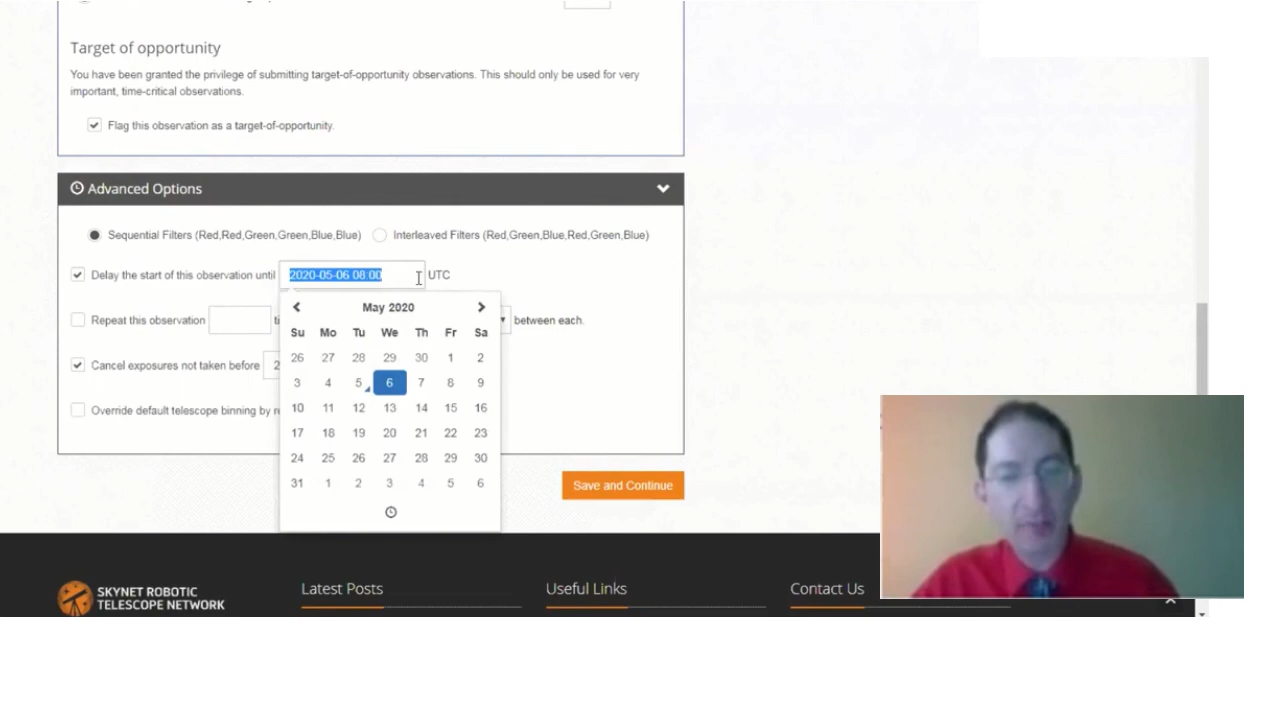 Target of opportunity
You have been granted the privilege of submitting target-of-opportunity observations. This should only be used for very
important, time-critical observations.
Flag this observation as a target-of-opportunity.
Advanced Options
Sequential Filters (Red,Red,Green,Green,Blue,Blue) Interleaved Filters (Red,Green,Blue,Red,Green,Blue)
Delay the start of this observation until 2020-05-06 08:00 UTC
May 2020
Repeat this observation between each.
Su Mo Tu We Th Fr Sa
26 27 28 29 30 1 2
Cancel exposures not taken before 2
3 4 5 6 7 8 9
Override default telescope binning by
10 11 12 13 14 15 16
17 18 19 20 21 22 23
24 25 26 27 28 29 30
31 1 2 3 4 5 6
Save and Continue
SKYNET ROBOTIC
TELESCOPE NETWORK
Latest Posts
Useful Links
Contact Us